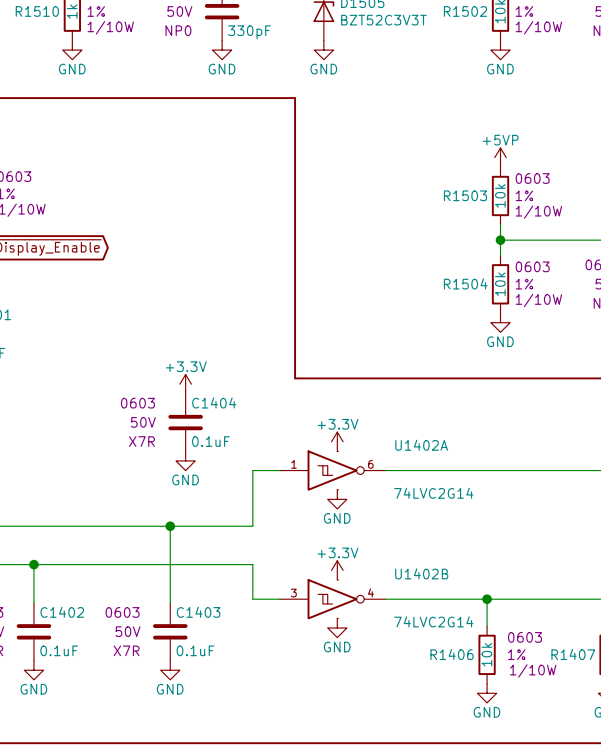 R1510
1k
1%
1/10W
GND
50V
NP0
330pF
GND
D1505
BZT52C3V3T
GND
R1502
10k
1%
1/10W
GND
0603
1%
1/10W
Display_Enable
+5VP
R1503
10k
0603
1%
1/10W
R1504
10k
0603
1%
1/10W
GND
+3.3V
0603
50V
X7R
C1404
0.1uF
GND
+3.3V
1
6
GND
U1402A
74LVC2G14
+3.3V
3
4
GND
U1402B
74LVC2G14
C1402
0.1uF
GND
0603
50V
X7R
C1403
0.1uF
GND
R1406
10k
0603
1%
1/10W
GND
R1407